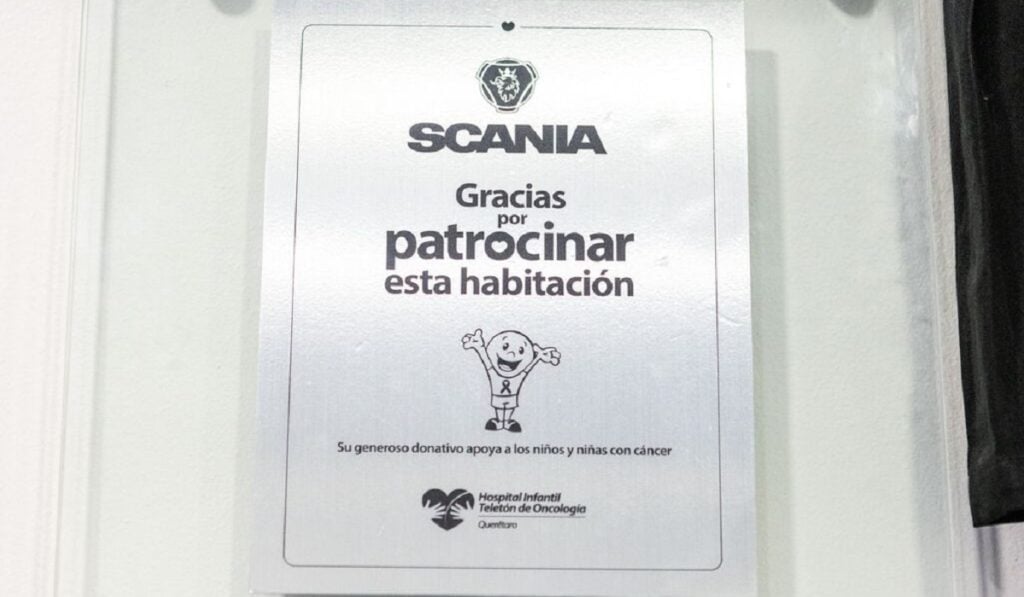 SCANIA
Gracias
por
patrocinar
esta habitación
Su generoso donativo apoya a los niños y niñas con cáncer
Hospital Infantil
Teletón de Oncología
Querétaro